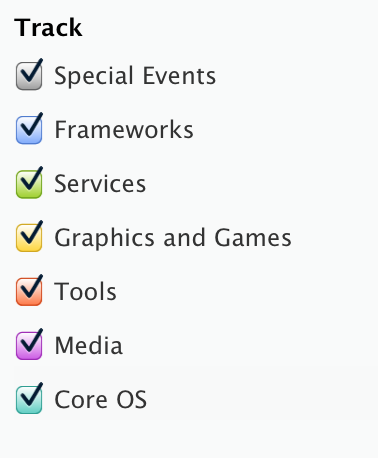 Track
Special Events
Frameworks
Services
Graphics and Games
Tools
Media
Core OS